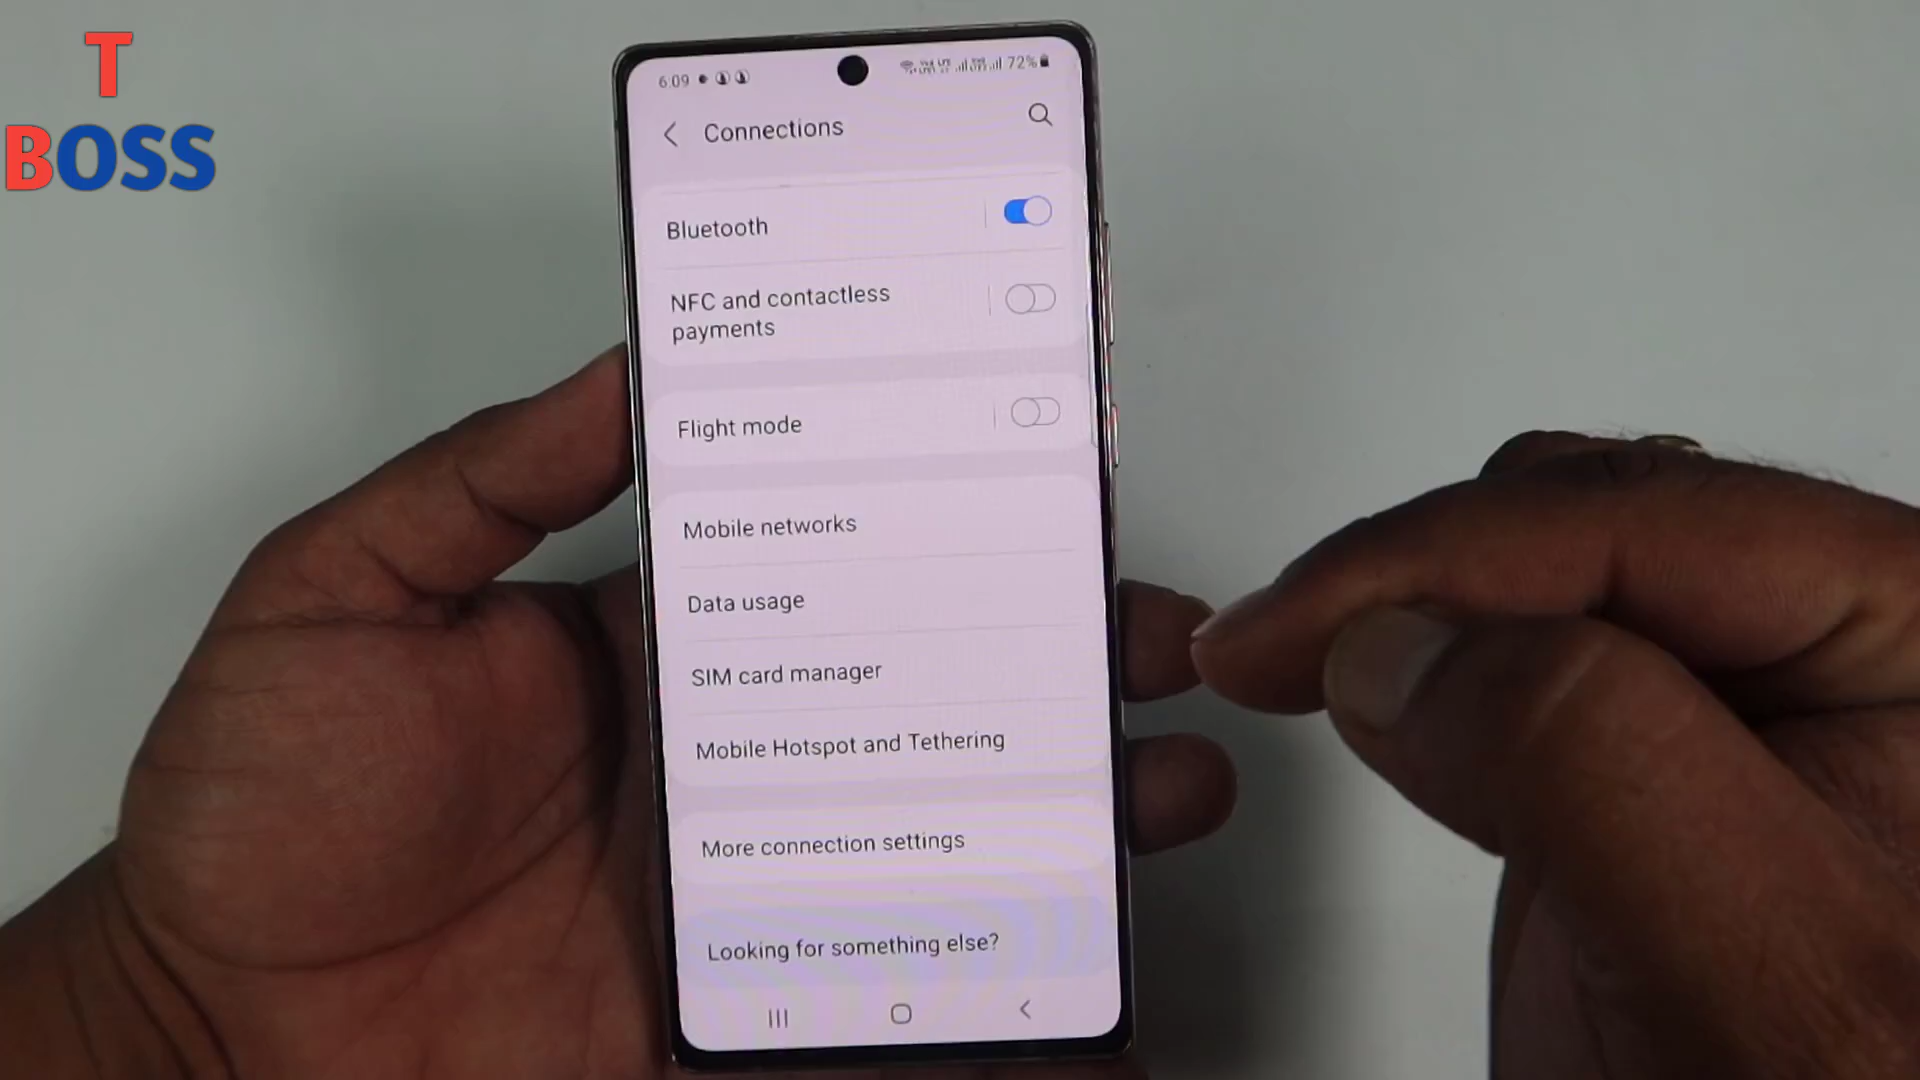 T
BOSS
6:09
72%
Connections
Bluetooth
NFC and contactless
payments
Flight mode
Mobile networks
Data usage
SIM card manager
Mobile Hotspot and Tethering
More connection settings
Looking for something else?